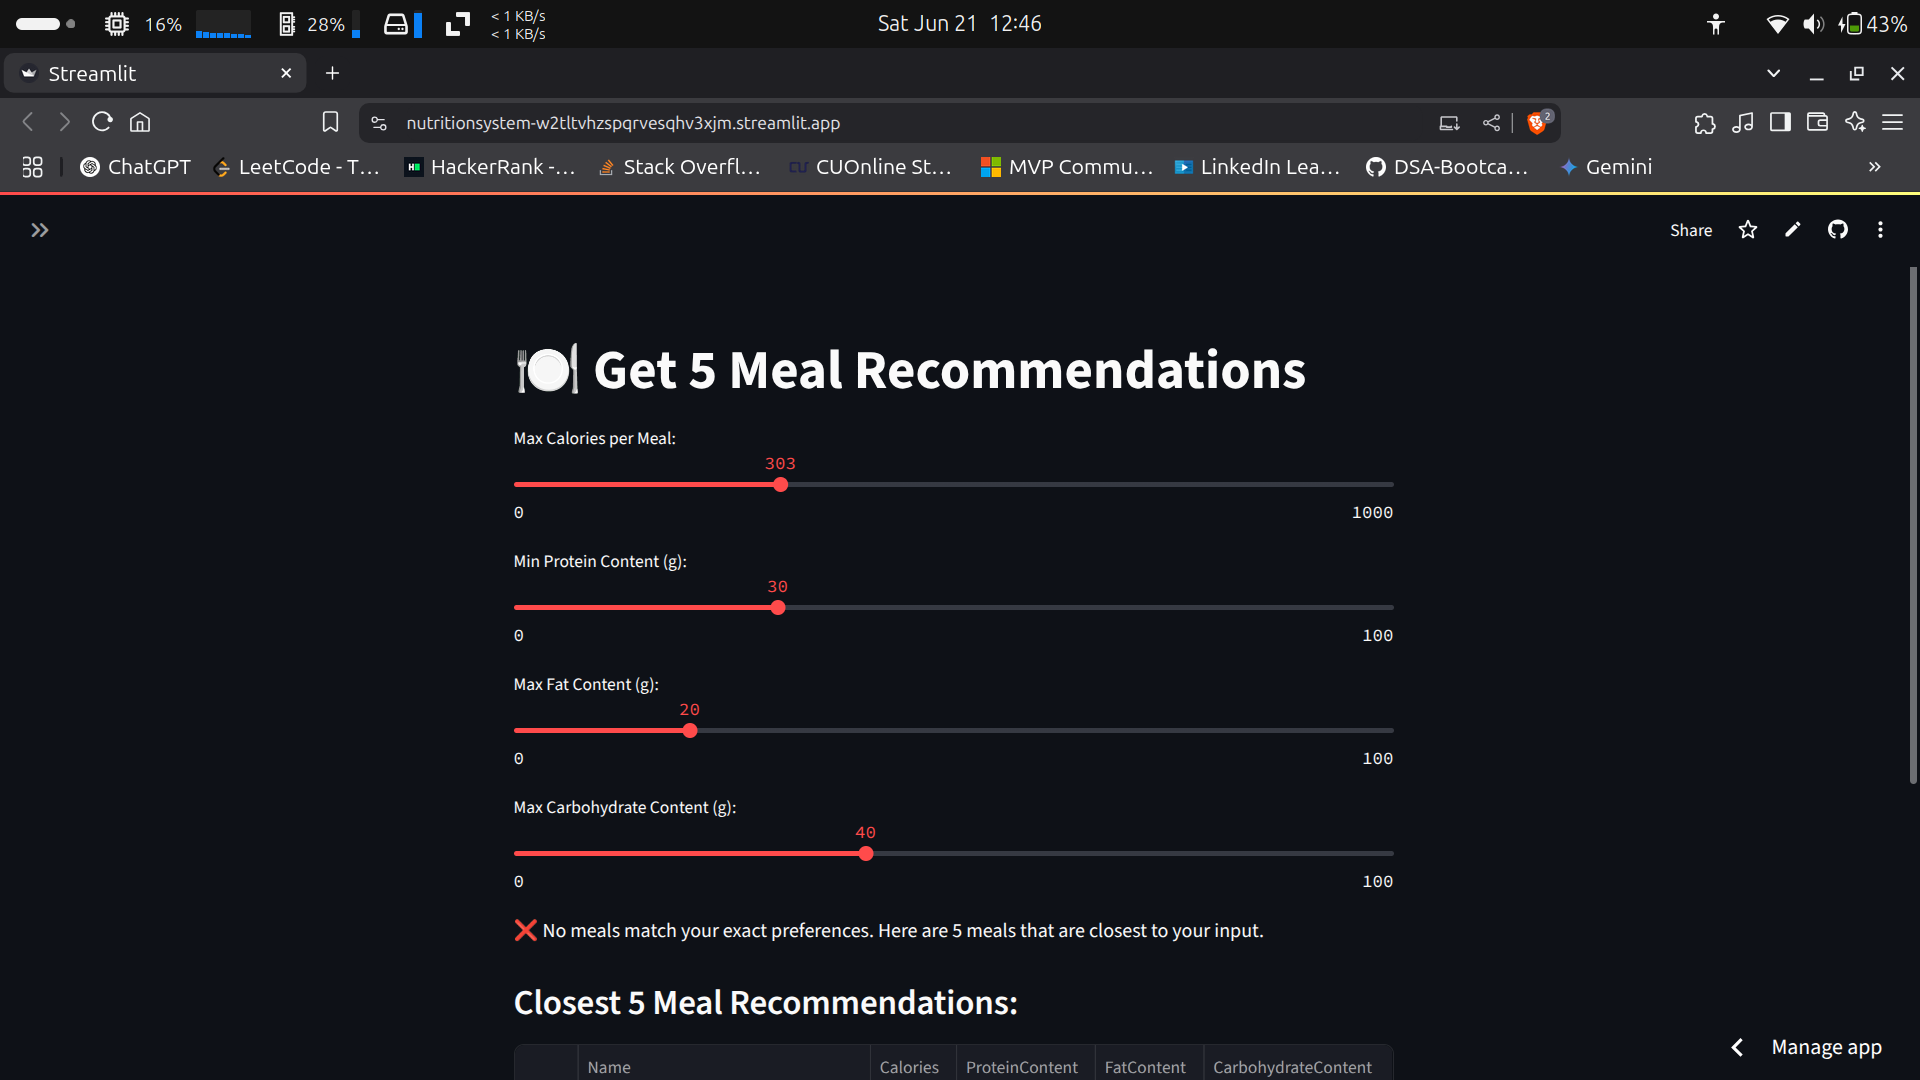 16%
28%
< 1 KB/s
< 1 KB/s
Sat Jun 21 12:46
43%
Streamlit
nutritionsystem-w2tltvhzspqrvesqhv3xjm.streamlit.app
2
ChatGPT
LeetCode - T...
HackerRank -...
Stack Overfl...
CUOnline St...
MVP Commu...
LinkedIn Lea...
DSA-Bootca...
Gemini
Share
Get 5 Meal Recommendations
Max Calories per Meal:
303
0 1000
Min Protein Content (g):
30
0 100
Max Fat Content (g):
20
0 100
Max Carbohydrate Content (g):
40
0 100
❌ No meals match your exact preferences. Here are 5 meals that are closest to your input.
Closest 5 Meal Recommendations:
Name Calories ProteinContent FatContent CarbohydrateContent
Manage app